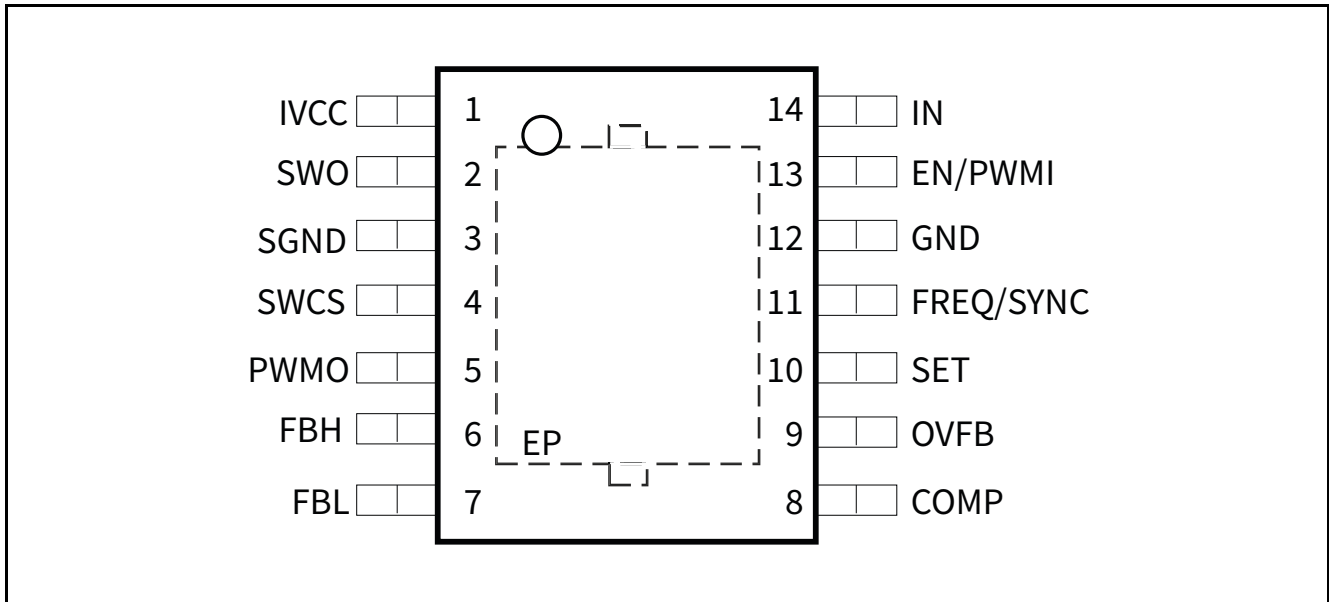 IVCC 1 14 IN
SWO 2 13 EN/PWMI
SGND 3 12 GND
SWCS 4 11 FREQ/SYNC
PWMO 5 10 SET
FBH 6 9 OVFB
EP
FBL 7 8 COMP